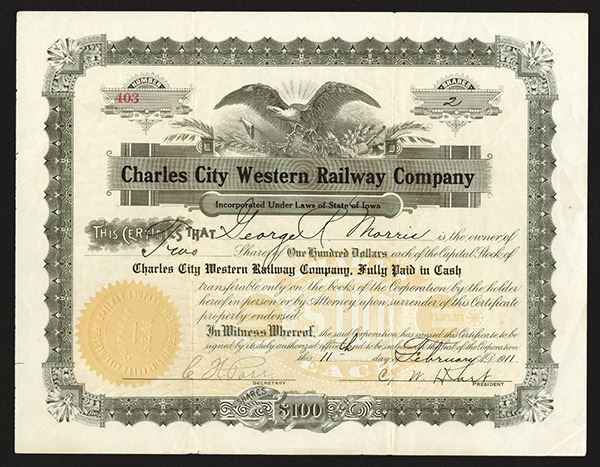 NUMBER
403
SHARES
2
Charles City Western Railway Company
Incorporated Under Laws of State of Iowa
THIS CERTIFIES THAT George R Morris is the owner of
Two Shares of One Hundred Dollars each of the Capital Stock of
Charles City Western Railway Company, Fully Paid in Cash
transferable only on the books of the Corporation by the holder
hereof in person or by Attorney upon surrender of this Certificate
properly endorsed.
In Witness Whereof, the said Corporation has caused this Certificate to be
signed by its duly authorized officers and to be sealed with the Seal of the Corporation
this 11th day of February A.D. 1911.
C. W. Hart
SECRETARY
PRESIDENT
SHARES
$100
EACH